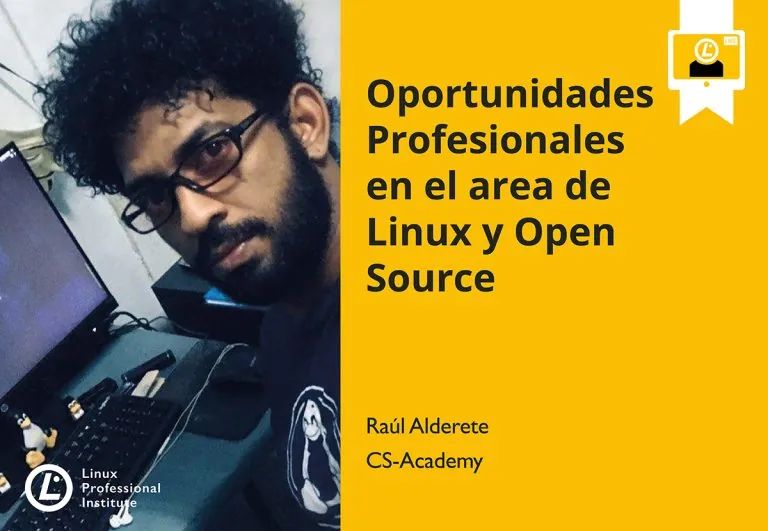 Oportunidades
Profesionales
en el area de
Linux y Open
Source
Raúl Alderete
CS-Academy
Linux
Professional
Institute